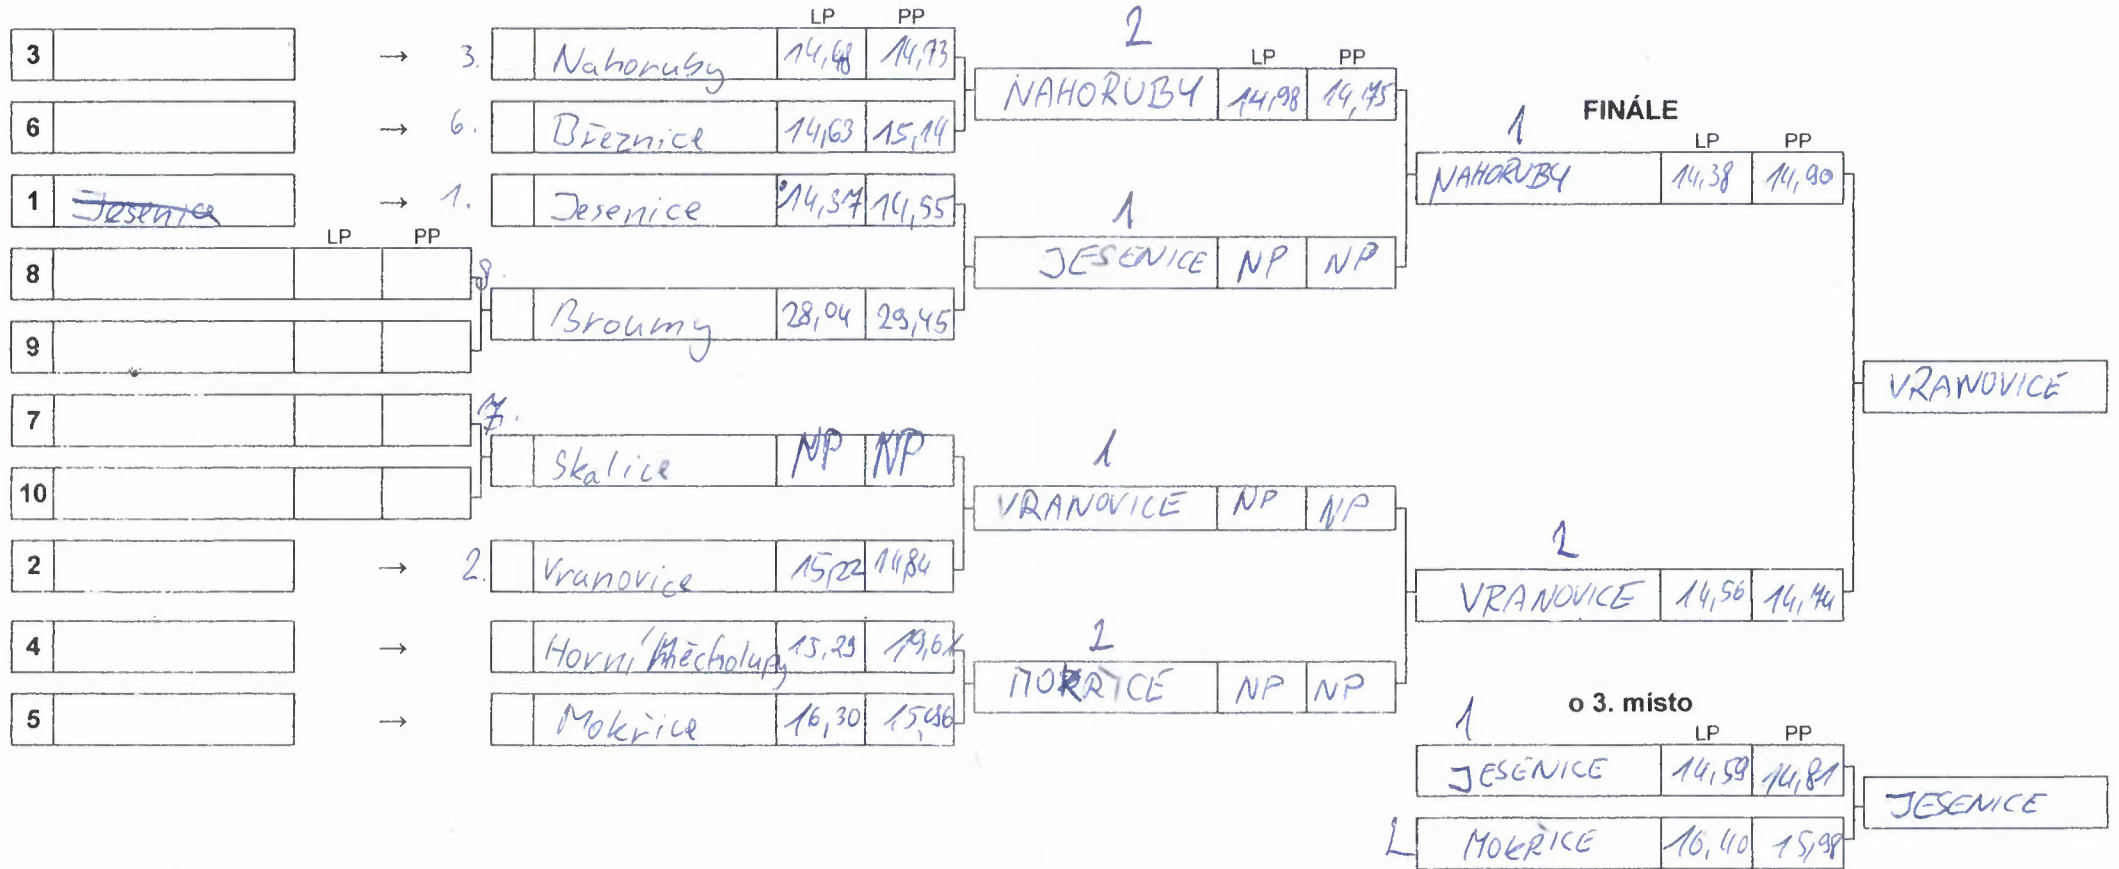 LP PP
3 → 3. Nahoruby 14,48 14,73
6 → 6. Březnice 14,63 15,14
1 Jesenice → 1. Jesenice 14,37 14,55
LP PP
8 8.
Broumy 28,04 29,45
9
7 7.
Skalice NP NP
10
2 → 2. Vranovice 15,22 14,84
4 → Horní Měcholupy 15,29 19,61
5 → Mokřice 16,30 15,96
2
LP PP
NAHORUBY 14,98 14,75
1
JESENICE NP NP
1
VRANOVICE NP NP
2
MOKŘICE NP NP
FINÁLE
1
LP PP
NAHORUBY 14,38 14,90
2
VRANOVICE 14,56 14,74
VRANOVICE
o 3. místo
1
LP PP
JESENICE 14,59 14,81
2 MOKŘICE 16,40 15,98
JESENICE